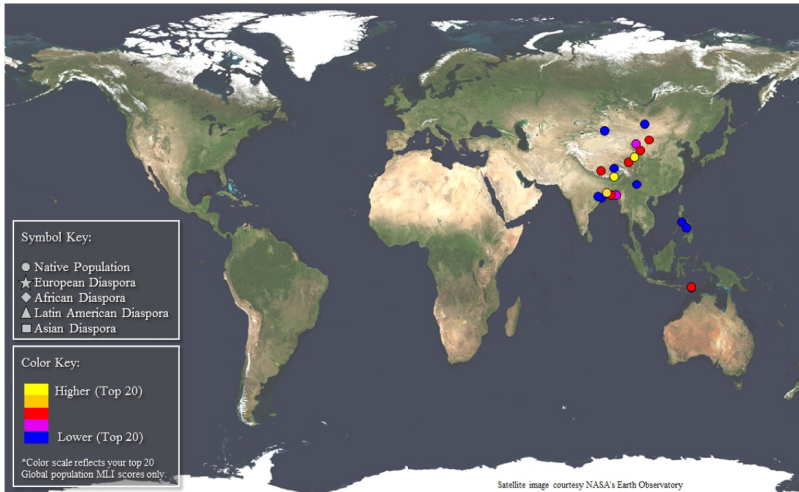 Symbol Key:
Native Population
European Diaspora
African Diaspora
Latin American Diaspora
Asian Diaspora
Color Key:
Higher (Top 20)
Lower (Top 20)
*Color scale reflects your top 20
Global population MLI scores only.
Satellite image courtesy NASA's Earth Observatory